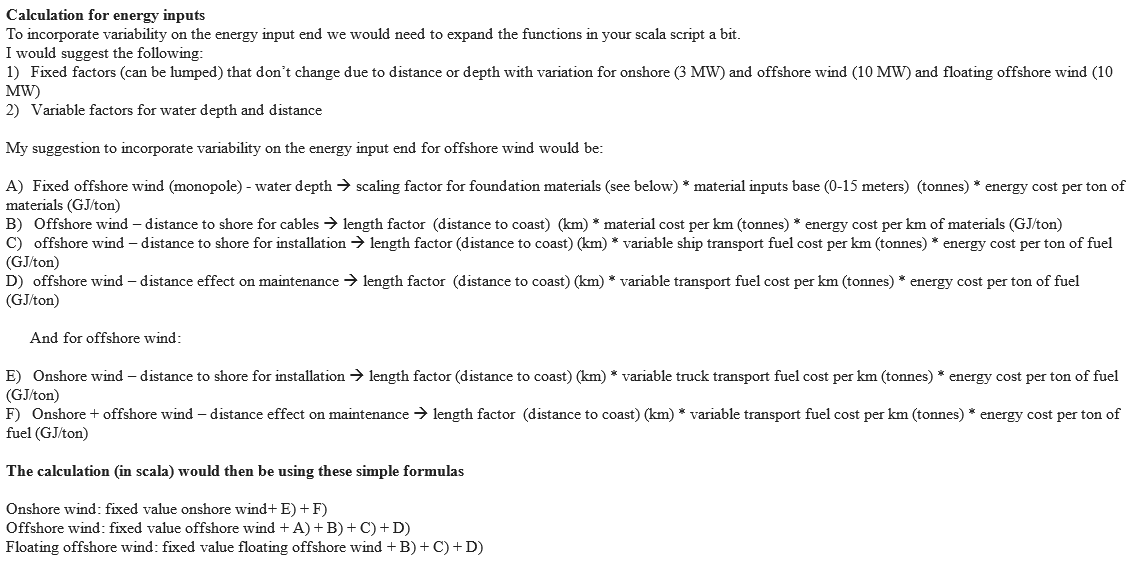 Calculation for energy inputs
To incorporate variability on the energy input end we would need to expand the functions in your scala script a bit.
I would suggest the following:
1) Fixed factors (can be lumped) that don’t change due to distance or depth with variation for onshore (3 MW) and offshore wind (10 MW) and floating offshore wind (10
MW)
2) Variable factors for water depth and distance
My suggestion to incorporate variability on the energy input end for offshore wind would be:
A) Fixed offshore wind (monopole) - water depth → scaling factor for foundation materials (see below) * material inputs base (0-15 meters) (tonnes) * energy cost per ton of
materials (GJ/ton)
B) Offshore wind – distance to shore for cables → length factor (distance to coast) (km) * material cost per km (tonnes) * energy cost per km of materials (GJ/ton)
C) offshore wind – distance to shore for installation → length factor (distance to coast) (km) * variable ship transport fuel cost per km (tonnes) * energy cost per ton of fuel
(GJ/ton)
D) offshore wind – distance effect on maintenance → length factor (distance to coast) (km) * variable transport fuel cost per km (tonnes) * energy cost per ton of fuel
(GJ/ton)
And for offshore wind:
E) Onshore wind – distance to shore for installation → length factor (distance to coast) (km) * variable truck transport fuel cost per km (tonnes) * energy cost per ton of fuel
(GJ/ton)
F) Onshore + offshore wind – distance effect on maintenance → length factor (distance to coast) (km) * variable transport fuel cost per km (tonnes) * energy cost per ton of
fuel (GJ/ton)
The calculation (in scala) would then be using these simple formulas
Onshore wind: fixed value onshore wind+ E) + F)
Offshore wind: fixed value offshore wind + A) + B) + C) + D)
Floating offshore wind: fixed value floating offshore wind + B) + C) + D)